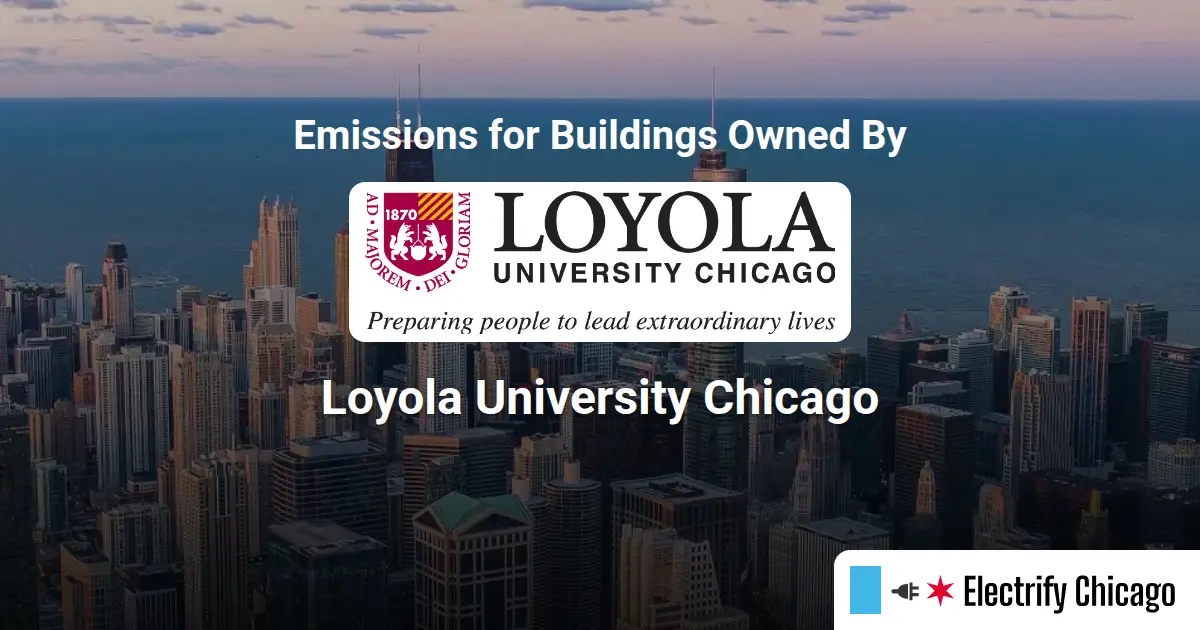 Emissions for Buildings Owned By
1870
AD • MAJOREM • DEI • GLORIAM
LOYOLA
UNIVERSITY CHICAGO
Preparing people to lead extraordinary lives
Loyola University Chicago
Electrify Chicago